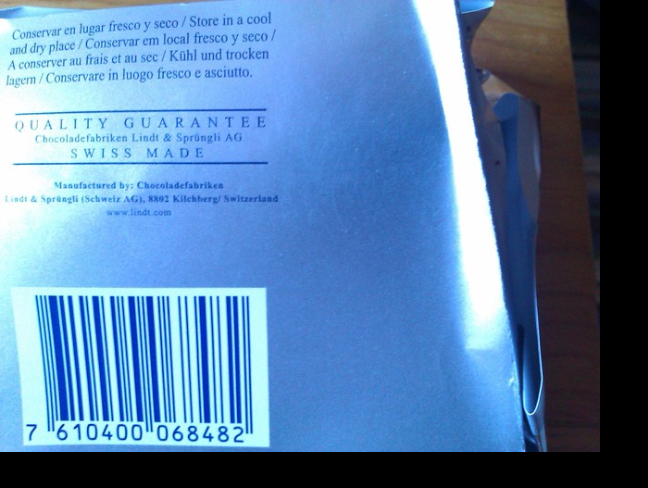 Conservar en lugar fresco y seco / Store in a cool
and dry place / Conservar em local fresco y seco /
A conserver au frais et au sec / Kühl und trocken
lagern / Conservare in luogo fresco e asciutto.
QUALITY GUARANTEE
Chocoladefabriken Lindt & Sprüngli AG
SWISS MADE
Manufactured by: Chocoladefabriken
Lindt & Sprüngli (Schweiz AG), 8802 Kilchberg/ Switzerland
www.lindt.com
7 610400 068482